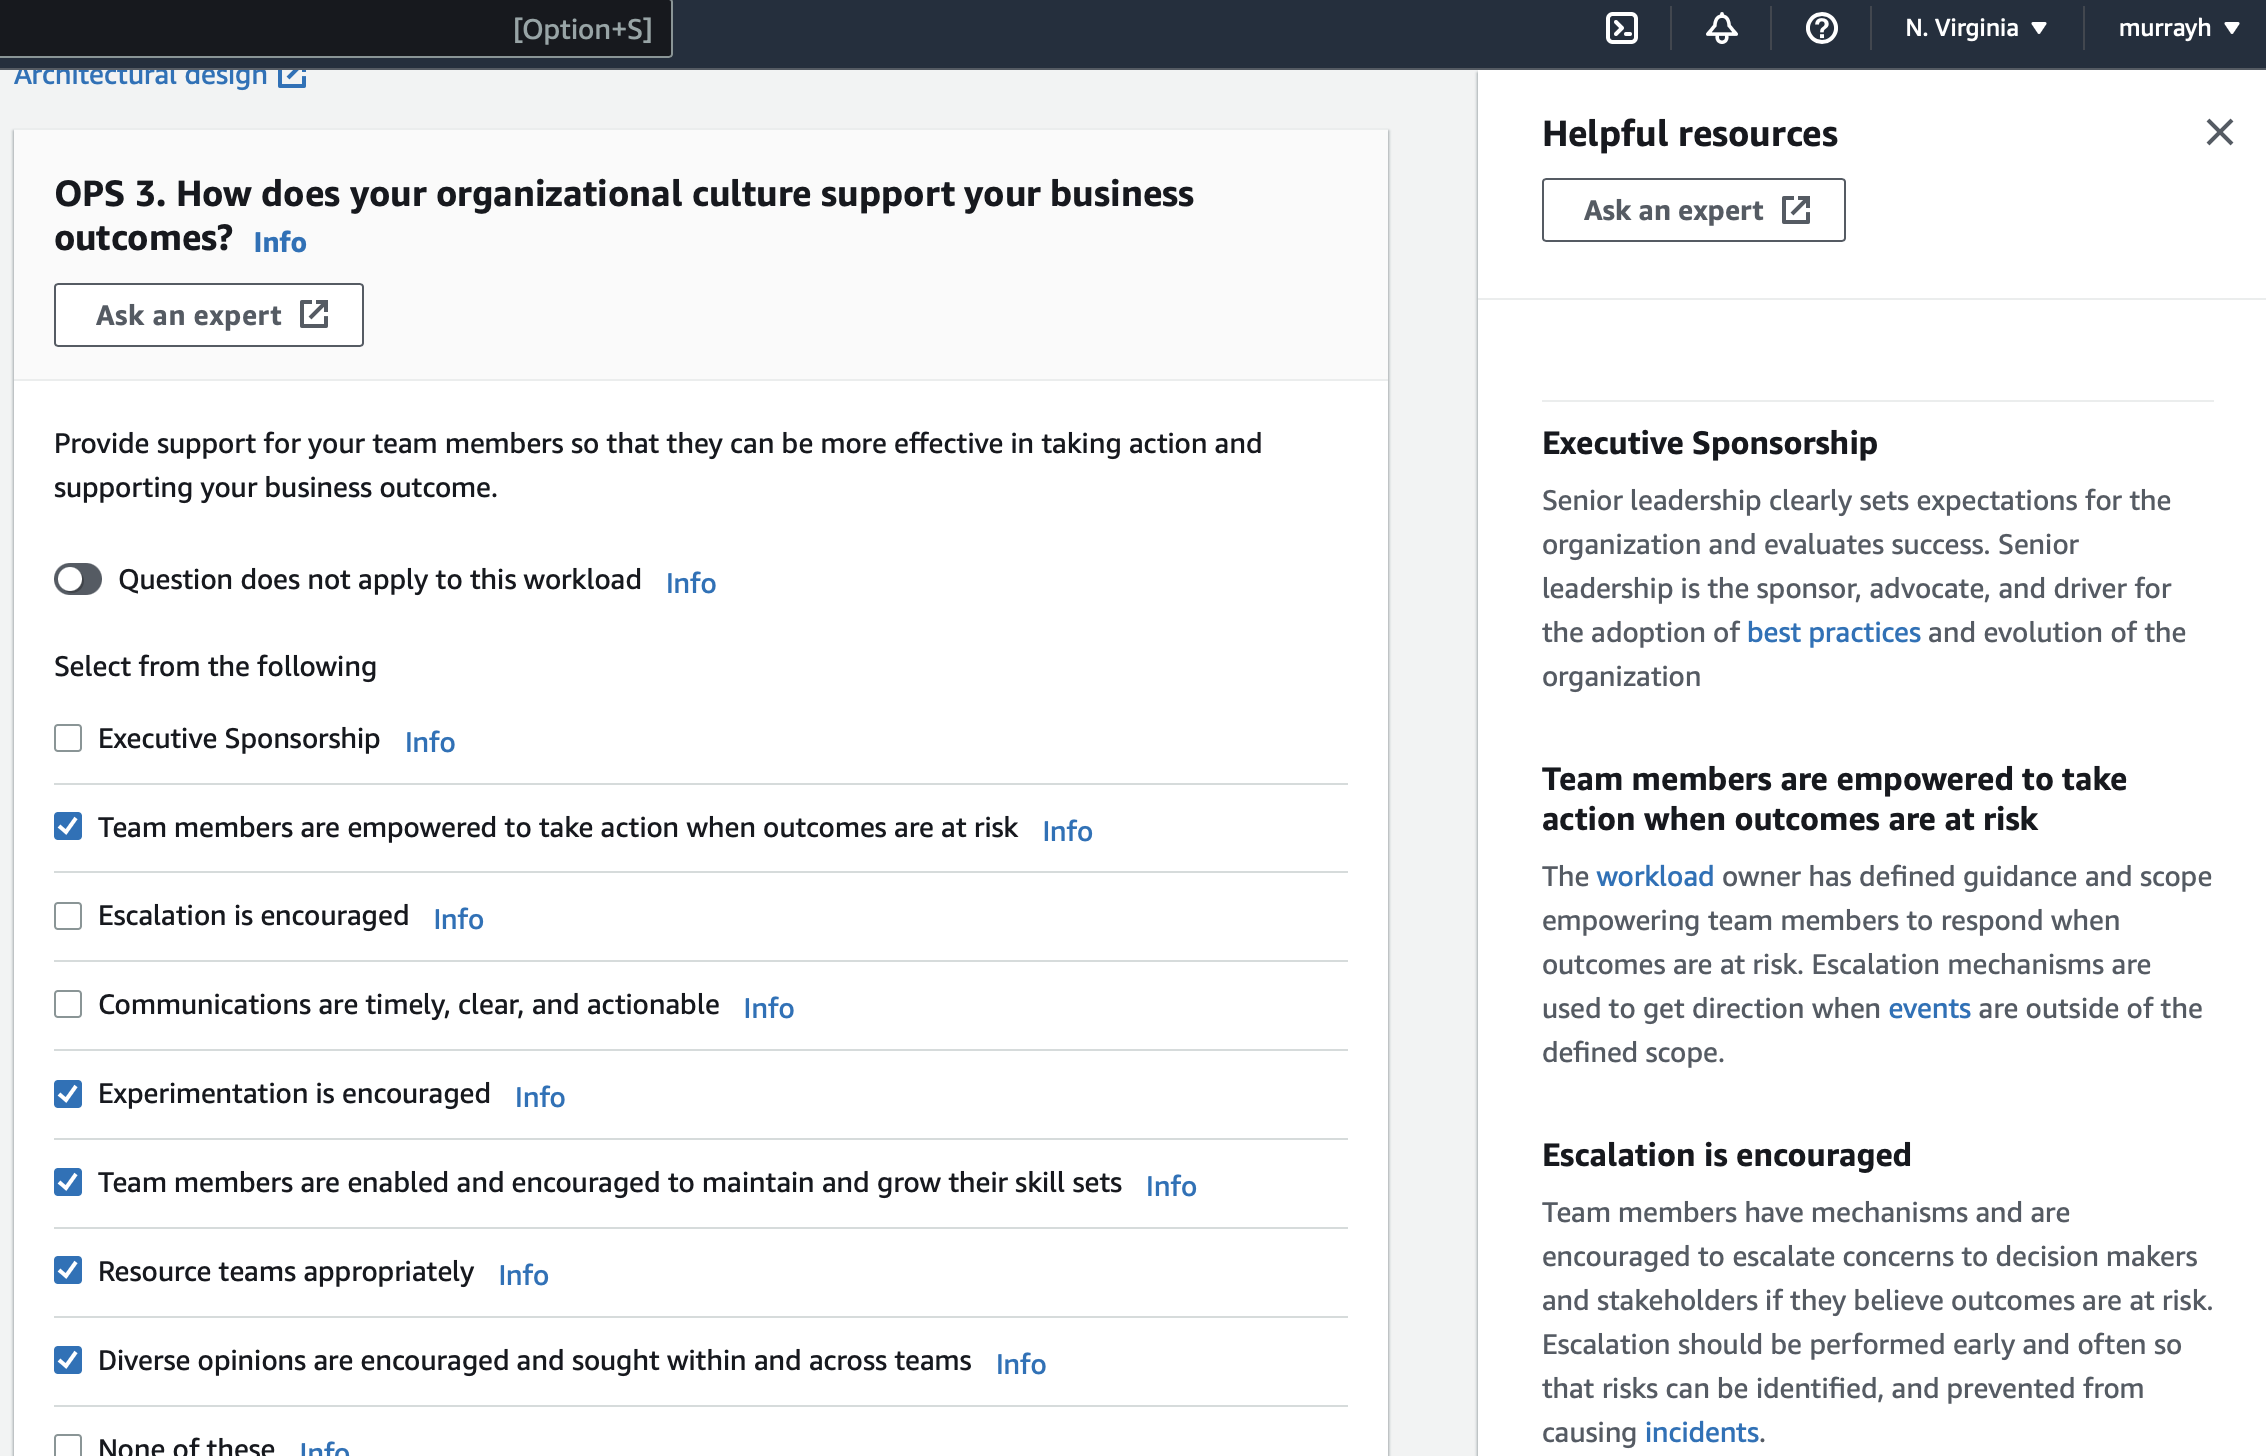 [Option+S]
N. Virginia
murrayh
Architectural design
OPS 3. How does your organizational culture support your business
outcomes? Info
Ask an expert
Provide support for your team members so that they can be more effective in taking action and
supporting your business outcome.
Question does not apply to this workload Info
Select from the following
Executive Sponsorship Info
Team members are empowered to take action when outcomes are at risk Info
Escalation is encouraged Info
Communications are timely, clear, and actionable Info
Experimentation is encouraged Info
Team members are enabled and encouraged to maintain and grow their skill sets Info
Resource teams appropriately Info
Diverse opinions are encouraged and sought within and across teams Info
None of these Info
Helpful resources
Ask an expert
Executive Sponsorship
Senior leadership clearly sets expectations for the
organization and evaluates success. Senior
leadership is the sponsor, advocate, and driver for
the adoption of best practices and evolution of the
organization
Team members are empowered to take
action when outcomes are at risk
The workload owner has defined guidance and scope
empowering team members to respond when
outcomes are at risk. Escalation mechanisms are
used to get direction when events are outside of the
defined scope.
Escalation is encouraged
Team members have mechanisms and are
encouraged to escalate concerns to decision makers
and stakeholders if they believe outcomes are at risk.
Escalation should be performed early and often so
that risks can be identified, and prevented from
causing incidents.